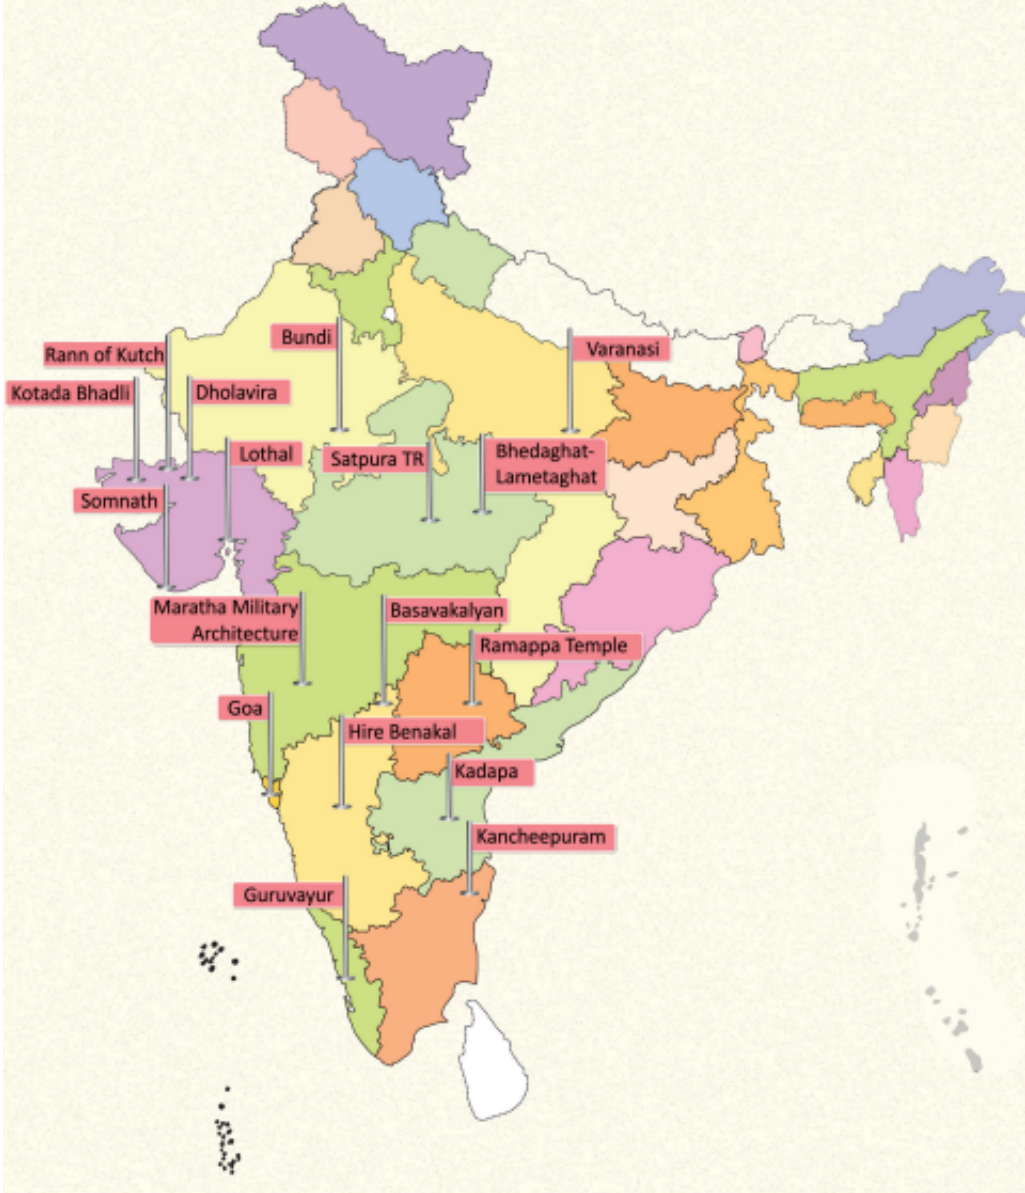 Bundi
Varanasi
Rann of Kutch
Kotada Bhadli
Dholavira
Lothal
Satpura TR
Bhedaghat-
Lametaghat
Somnath
Maratha Military
Architecture
Basavakalyan
Ramappa Temple
Goa
Hire Benakal
Kadapa
Kancheepuram
Guruvayur